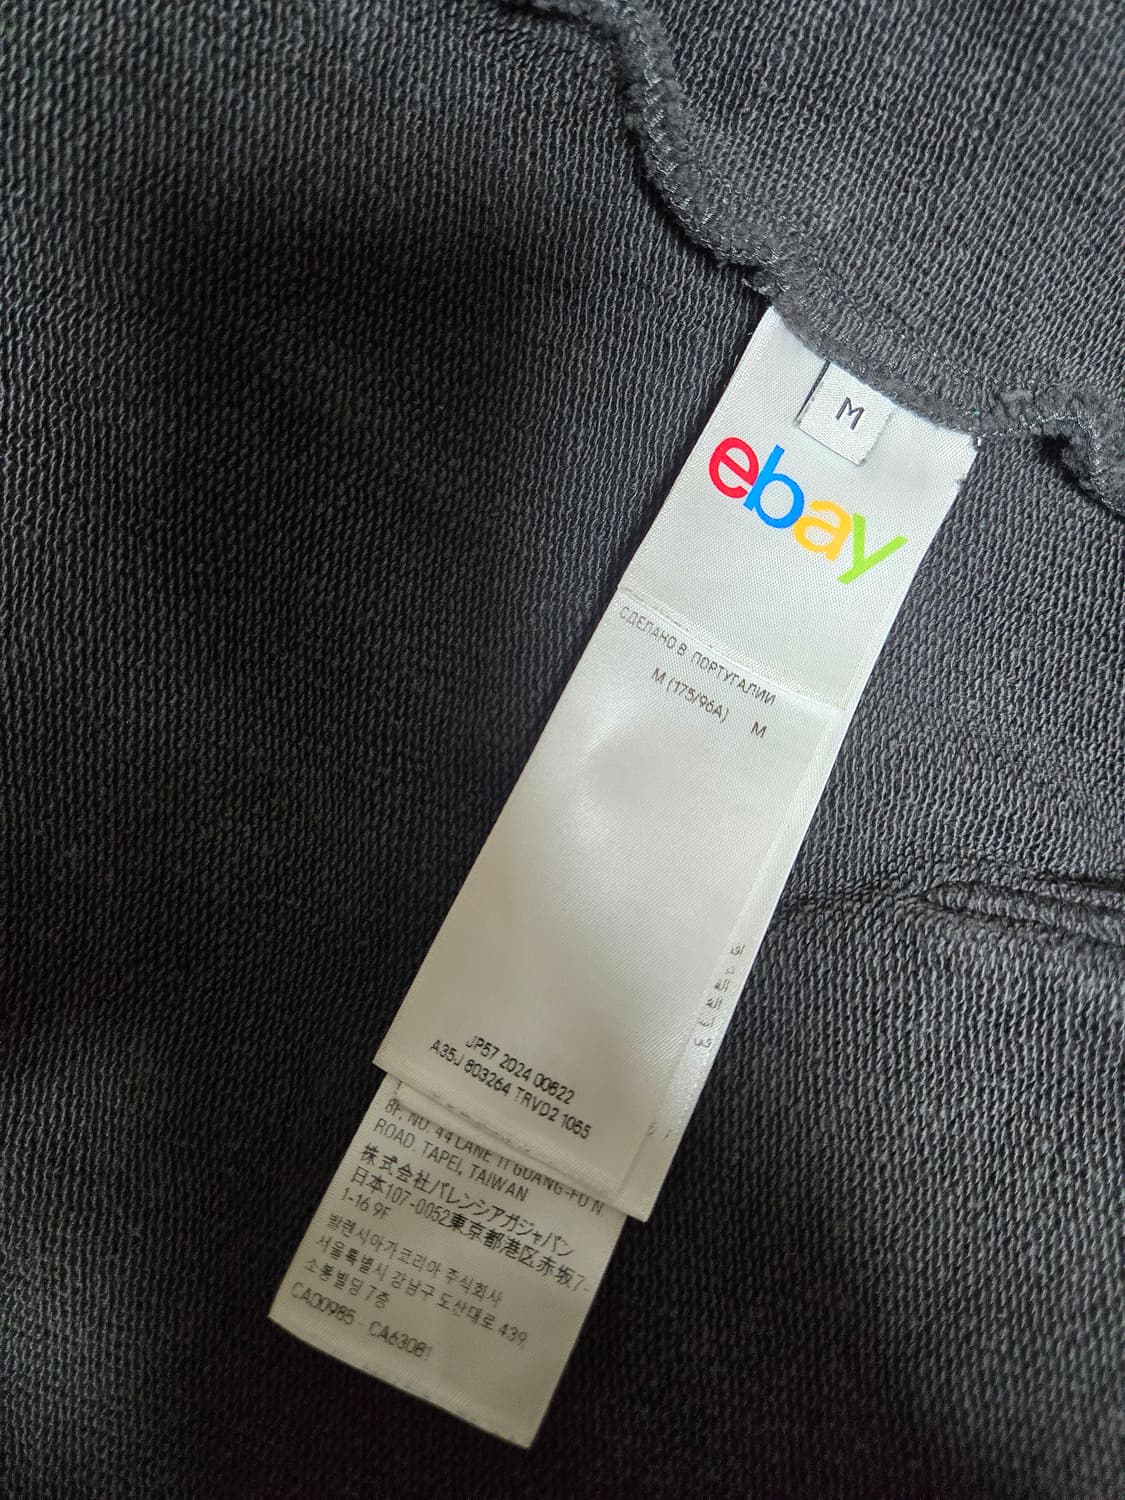 M
ebay
СДЕЛАНО В ПОРТУГАЛИИ
M (175/96A) M
JP57 2024 00622
A35J 803264 TRVD2 1065
8F. NO. 44 LANE 11 GUANG-FU N
ROAD. TAPEI, TAIWAN
株式会社バレンシアガジャパン
日本107-0052東京都港区赤坂7-
1-16 9F
발렌시아가코리아 주식회사
서울특별시 강남구 도산대로 439,
소봉빌딩 7층
CA00985 - CA63081